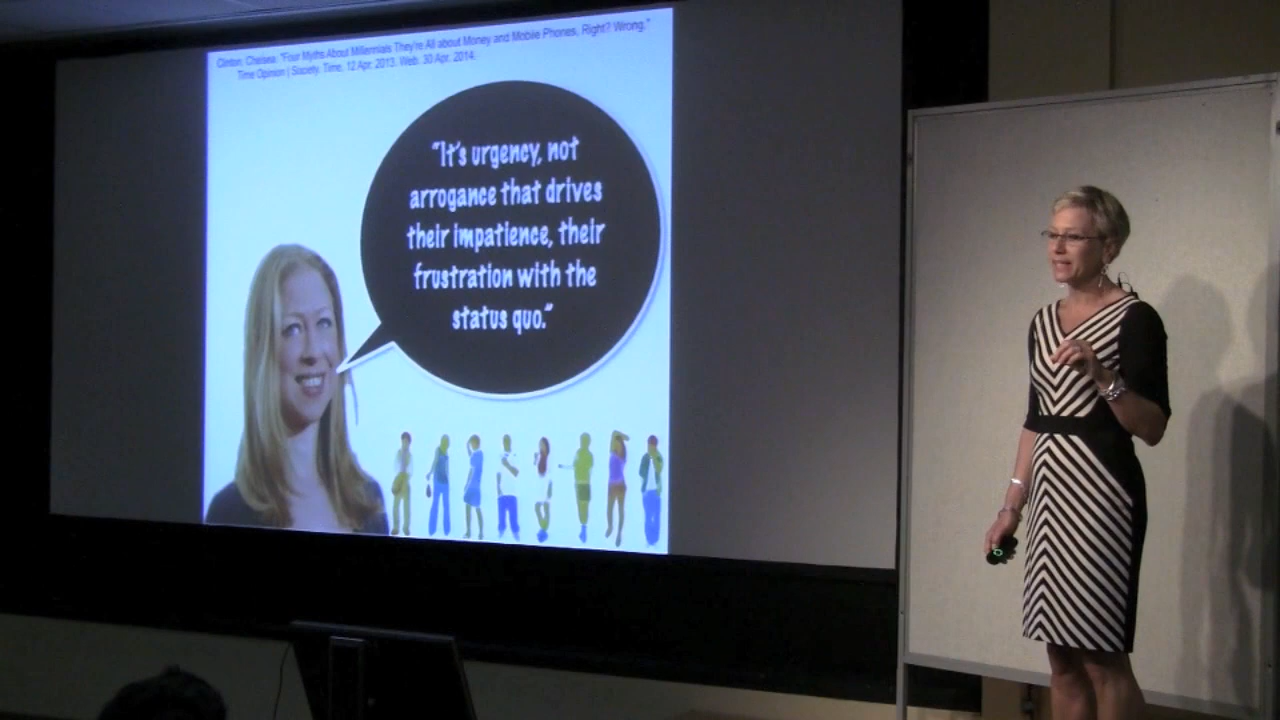 Clinton, Chelsea. "Four Myths About Millennials They're All about Money and Mobile Phones, Right? Wrong."
Time Opinion | Society. Time, 12 Apr. 2013. Web. 30 Apr. 2014.
"It's urgency, not
arrogance that drives
their impatience, their
frustration with the
status quo."